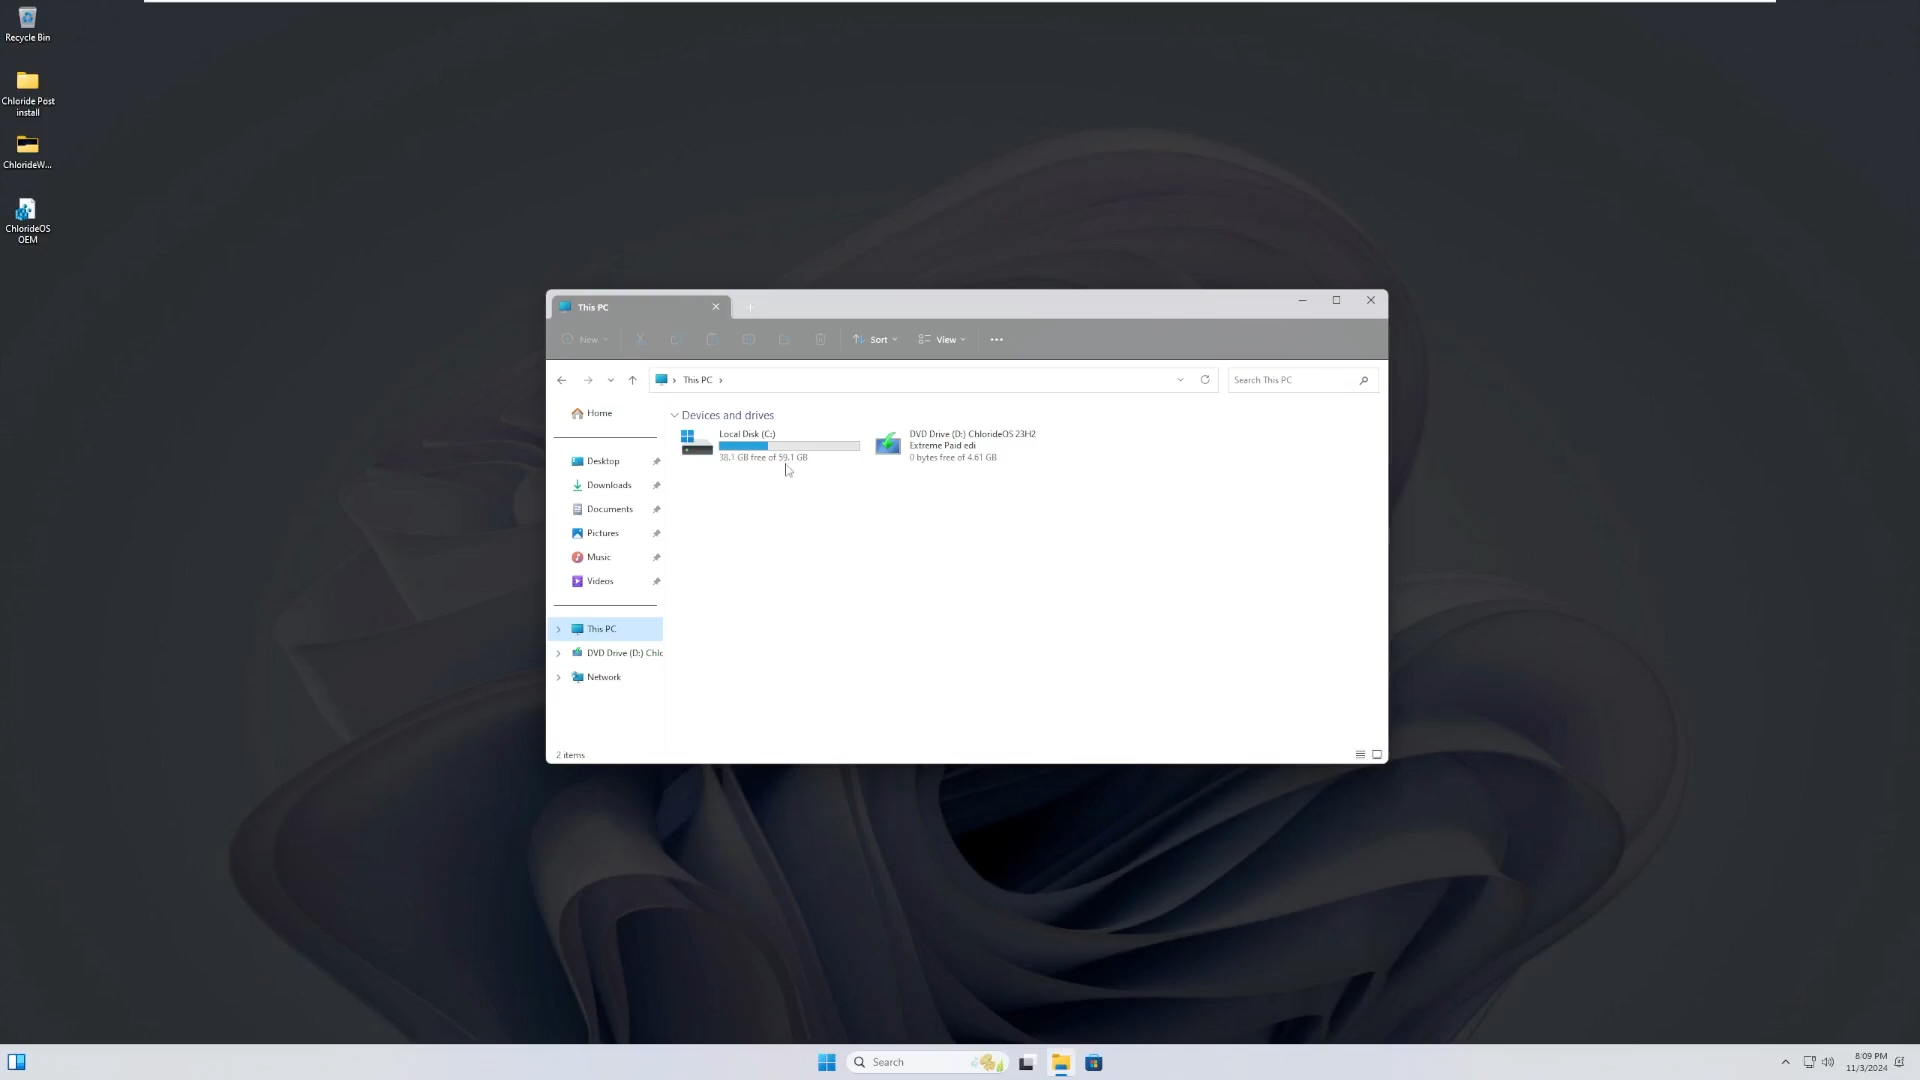 Recycle Bin
Chloride Post
install
ChlorideW...
ChlorideOS
OEM
This PC
New
Sort
View
This PC
Search This PC
Home
Desktop
Downloads
Documents
Pictures
Music
Videos
This PC
DVD Drive (D:) Chlc
Network
Devices and drives
Local Disk (C:)
38.1 GB free of 59.1 GB
DVD Drive (D:) ChlorideOS 23H2
Extreme Paid edi
0 bytes free of 4.61 GB
2 items
Search
8:09 PM
11/3/2024